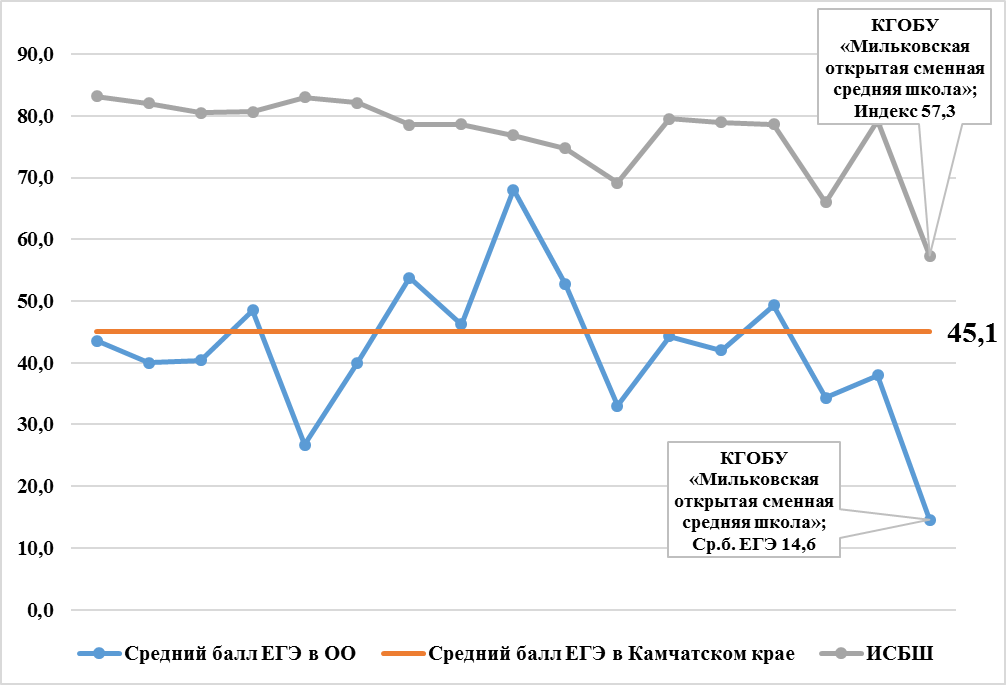 КГОБУ
«Мильковская
открытая сменная
средняя школа»;
Индекс 57,3
90,0
80,0
70,0
60,0
50,0
40,0
30,0
20,0
10,0
0,0
45,1
КГОБУ
«Мильковская
открытая сменная
средняя школа»;
Ср.б. ЕГЭ 14,6
Средний балл ЕГЭ в ОО
Средний балл ЕГЭ в Камчатском крае
ИСБШ